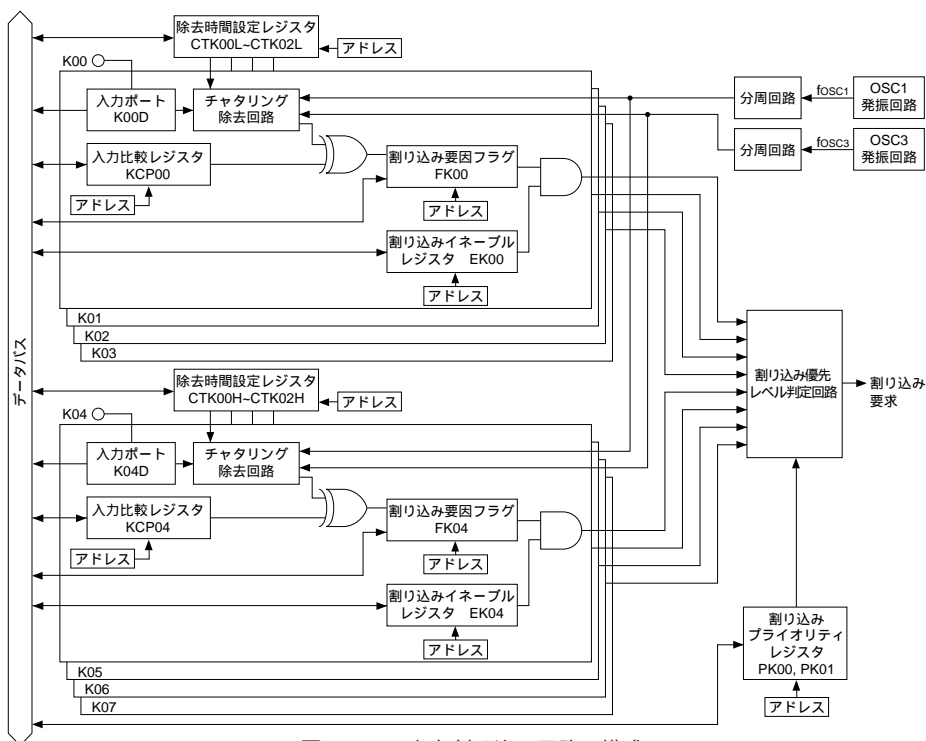 除去時間設定レジスタ
CTK00L~CTK02L
アドレス
K00
入力ポート
K00D
チャタリング
除去回路
分周回路
fOSC1
OSC1
発振回路
分周回路
fOSC3
OSC3
発振回路
入力比較レジスタ
KCP00
アドレス
割り込み要因フラグ
FK00
アドレス
割り込みイネーブル
レジスタ EK00
アドレス
K01
K02
K03
データバス
除去時間設定レジスタ
CTK00H~CTK02H
アドレス
K04
入力ポート
K04D
チャタリング
除去回路
入力比較レジスタ
KCP04
アドレス
割り込み要因フラグ
FK04
アドレス
割り込みイネーブル
レジスタ EK04
アドレス
K05
K06
K07
割り込み優先
レベル判定回路
割り込み
要求
割り込み
プライオリティ
レジスタ
PK00, PK01
アドレス